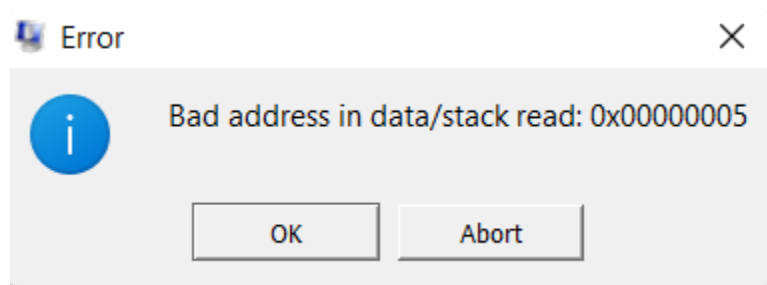 Error
Bad address in data/stack read: 0x00000005
OK
Abort